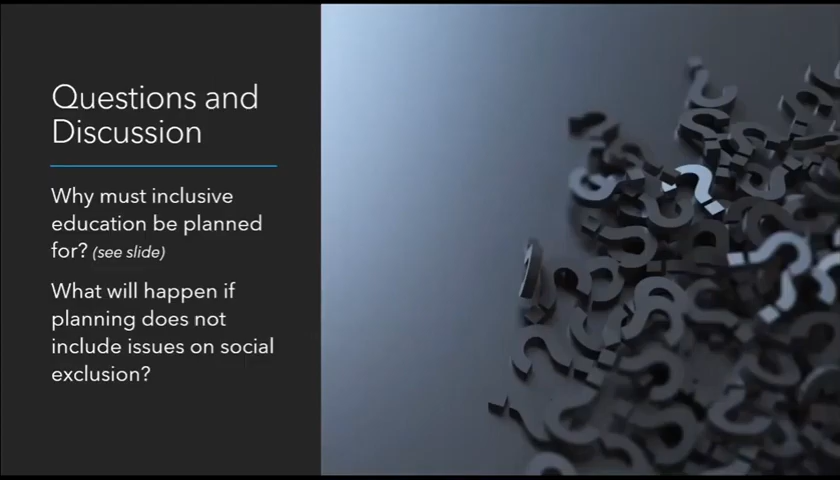 Questions and
Discussion
Why must inclusive
education be planned
for? (see slide)
What will happen if
planning does not
include issues on social
exclusion?